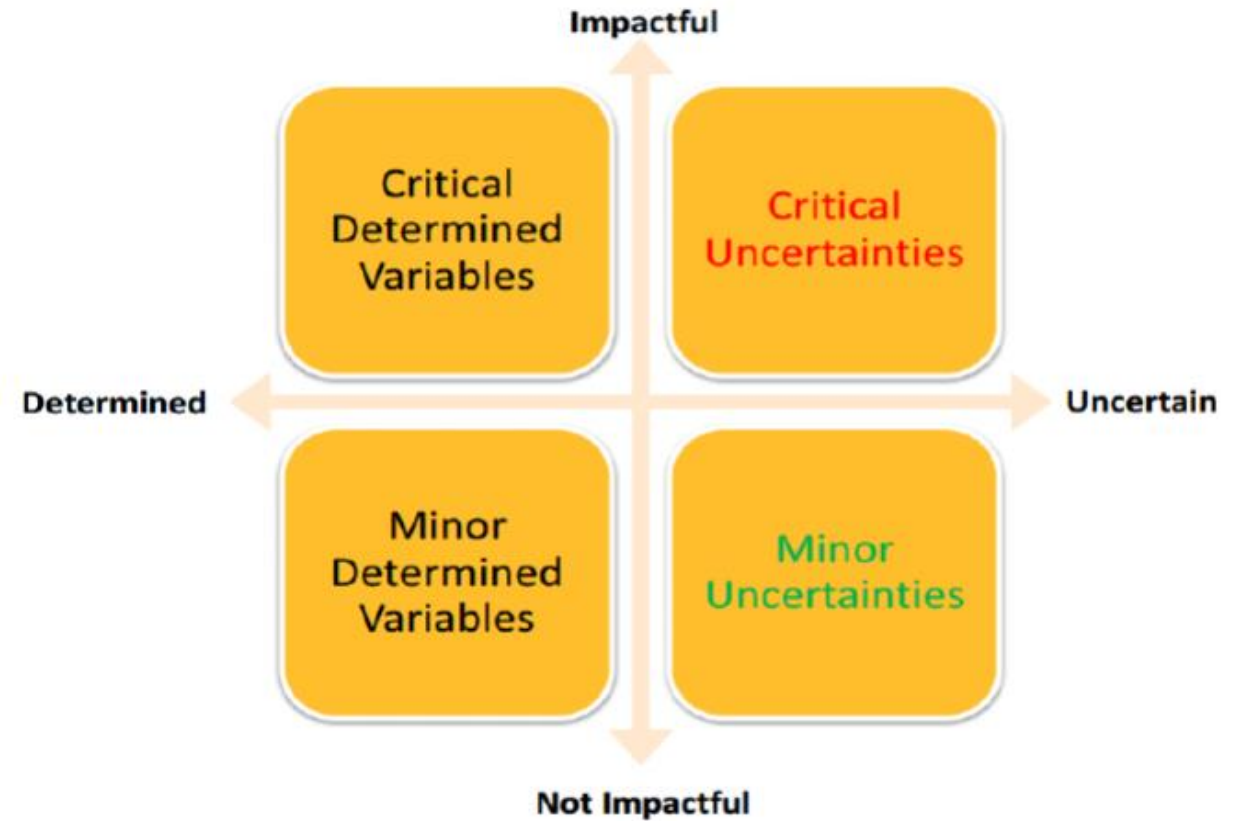 Impactful
Critical
Determined
Variables
Critical
Uncertainties
Determined
Uncertain
Minor
Determined
Variables
Minor
Uncertainties
Not Impactful